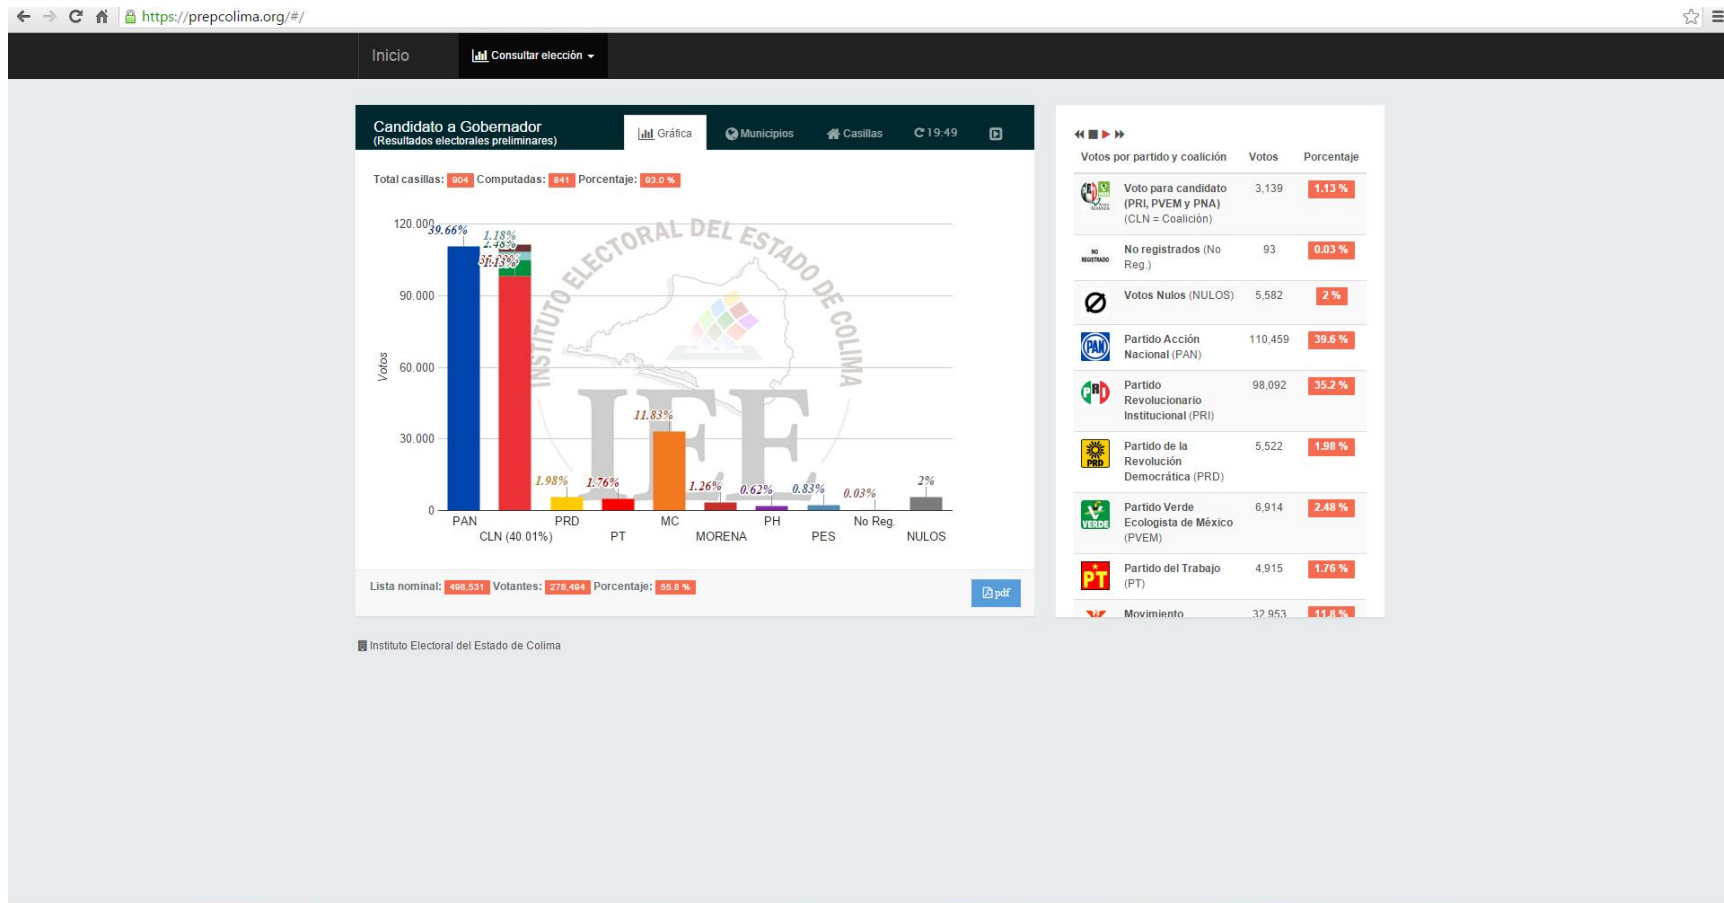 https://prepcolima.org/#/
Inicio
Consultar elección
Candidato a Gobernador
(Resultados electorales preliminares)
Gráfica
Municipios
Casillas
19:49
Total casillas: 904 Computadas: 841 Porcentaje: 93.0 %
INSTITUTO ELECTORAL DEL ESTADO DE COLIMA
IEE
Votos
120.000
90.000
60.000
30.000
0
39.66%
1.18%
2.48%
1.13%
1.98%
1.76%
11.83%
1.26%
0.62%
0.83%
0.03%
2%
PAN
CLN (40.01%)
PRD
PT
MC
MORENA
PH
PES
No Reg.
NULOS
Lista nominal: 498,531 Votantes: 278,494 Porcentaje: 55.8 %
pdf
Instituto Electoral del Estado de Colima
Votos por partido y coalición Votos Porcentaje
Voto para candidato 3,139 1.13 %
(PRI, PVEM y PNA)
(CLN = Coalición)
NO REGISTRADO
No registrados (No 93 0.03 %
Reg.)
Votos Nulos (NULOS) 5,582 2 %
PAN
Partido Acción 110,459 39.6 %
Nacional (PAN)
PRI
Partido 98,092 35.2 %
Revolucionario
Institucional (PRI)
PRD
Partido de la 5,522 1.98 %
Revolución
Democrática (PRD)
VERDE
Partido Verde 6,914 2.48 %
Ecologista de México
(PVEM)
PT
Partido del Trabajo 4,915 1.76 %
(PT)
Movimiento 32,953 11.8 %